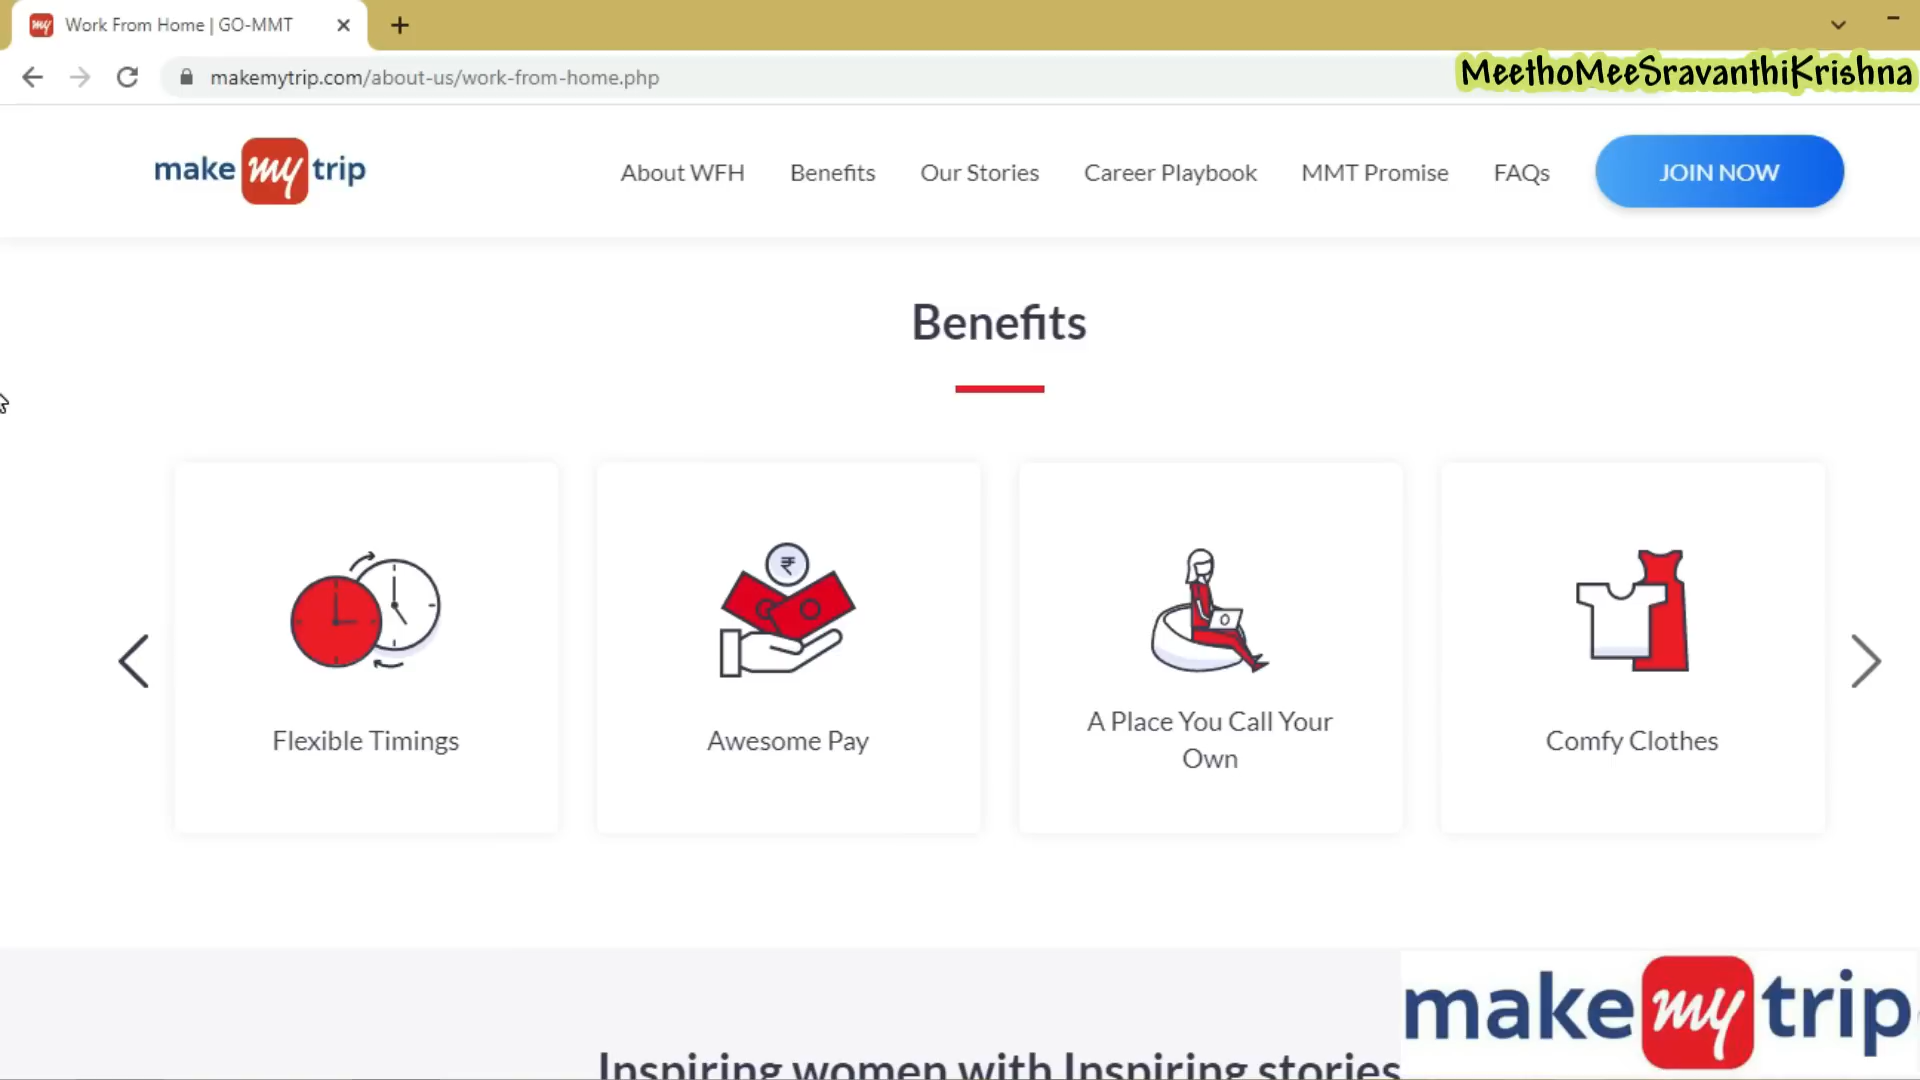 Work From Home | GO-MMT
makemytrip.com/about-us/work-from-home.php
MeethoMeeSravanthiKrishna
make my trip
About WFH
Benefits
Our Stories
Career Playbook
MMT Promise
FAQs
JOIN NOW
Benefits
Flexible Timings
Awesome Pay
A Place You Call Your
Own
Comfy Clothes
Inspiring women with Inspiring stories
make my trip